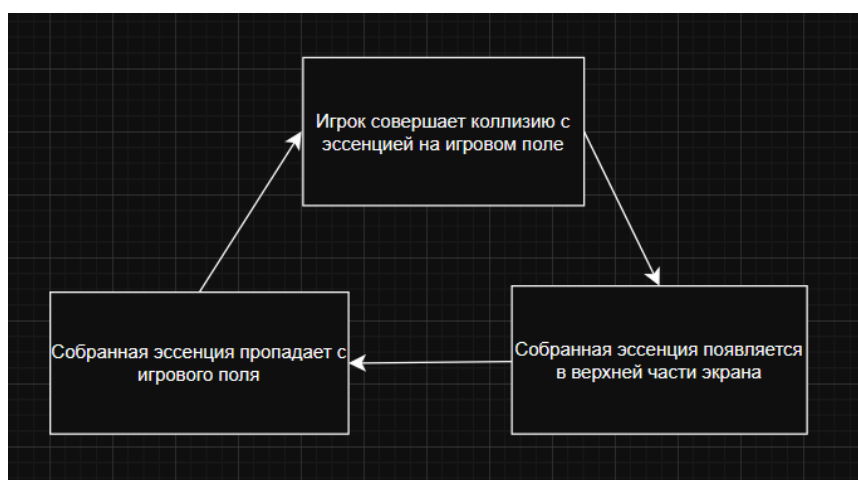 Игрок совершает коллизию с
эссенцией на игровом поле
Собранная эссенция пропадает с
игрового поля
Собранная эссенция появляется
в верхней части экрана